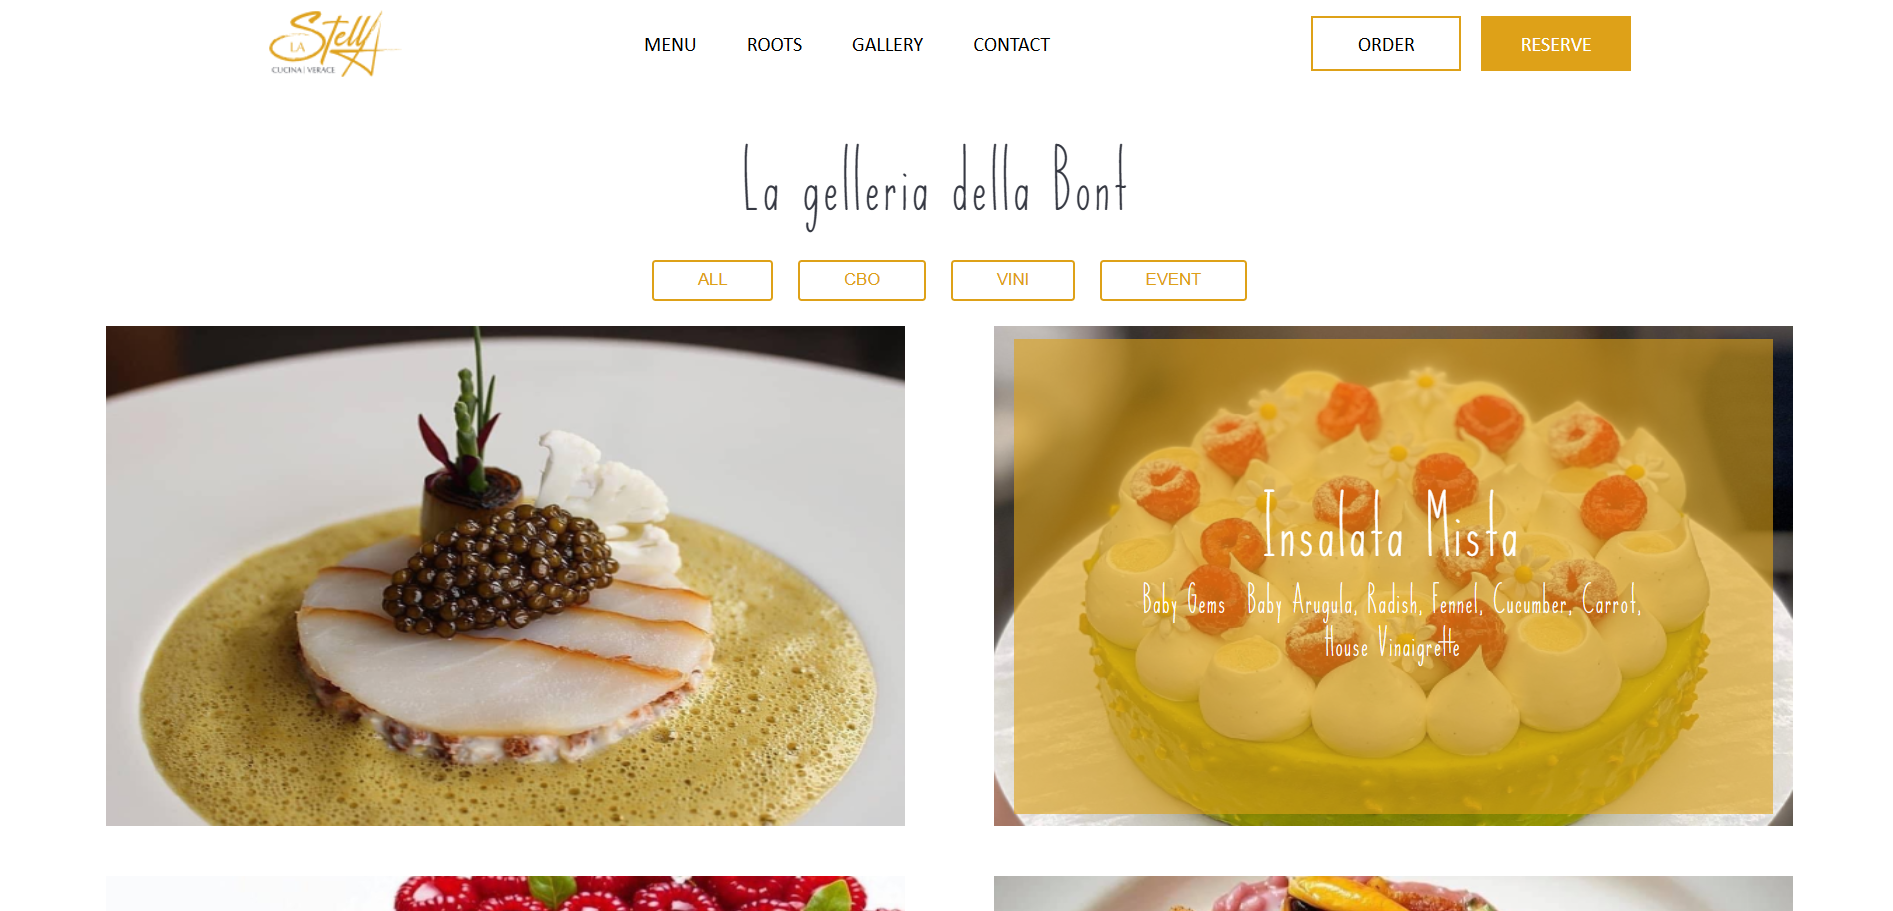 LA Stella
CUCINA | VERACE
MENU ROOTS GALLERY CONTACT
ORDER RESERVE
La gelleria della Bont
ALL CBO VINI EVENT
Insalata Mista
Baby Gems Baby Arugula, Radish, Fennel, Cucumber, Carrot,
House Vinaigrette